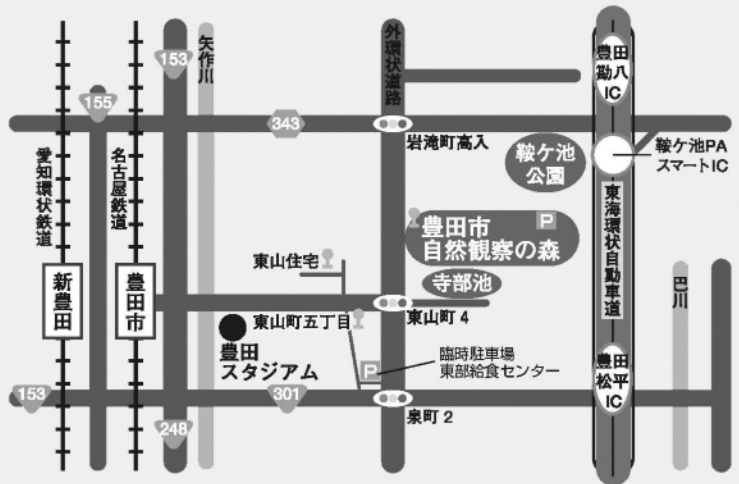 153
155
矢作川
外環状道路
豊田
勘八
IC
343
岩滝町高入
鞍ケ池
公園
鞍ケ池PA
スマートIC
愛知環状鉄道
名古屋鉄道
豊田市
自然観察の森
P
東海環状自動車道
東山住宅
寺部池
巴川
新豊田
豊田市
東山町五丁目
東山町 4
豊田
スタジアム
P
臨時駐車場
東部給食センター
豊田
松平
IC
153
301
泉町 2
248